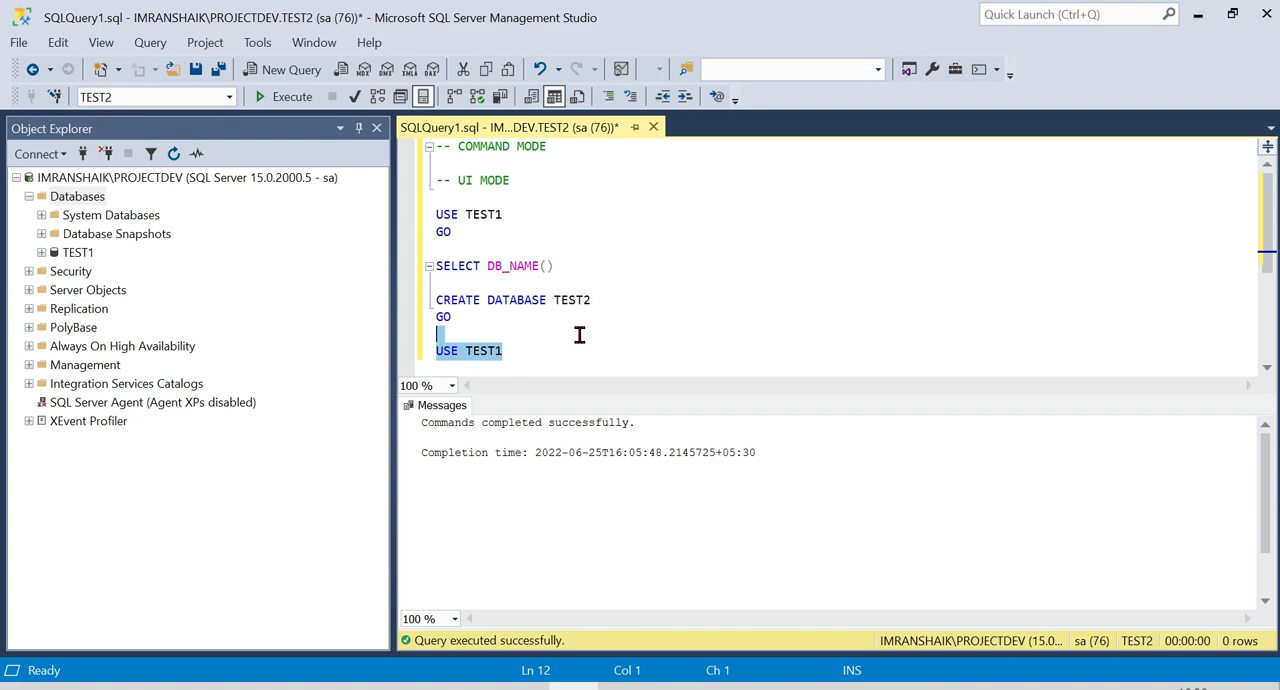 SQLQuery1.sql - IMRANSHAIK\PROJECTDEV.TEST2 (sa (76))* - Microsoft SQL Server Management Studio
Quick Launch (Ctrl+Q)
File Edit View Query Project Tools Window Help
New Query MDX DMX XMLA DAX
TEST2 Execute
Object Explorer
Connect
IMRANSHAIK\PROJECTDEV (SQL Server 15.0.2000.5 - sa)
Databases
System Databases
Database Snapshots
TEST1
Security
Server Objects
Replication
PolyBase
Always On High Availability
Management
Integration Services Catalogs
SQL Server Agent (Agent XPs disabled)
XEvent Profiler
SQLQuery1.sql - IM...DEV.TEST2 (sa (76))*
-- COMMAND MODE
-- UI MODE
USE TEST1
GO
SELECT DB_NAME()
CREATE DATABASE TEST2
GO
USE TEST1
100 %
Messages
Commands completed successfully.
Completion time: 2022-06-25T16:05:48.2145725+05:30
100 %
Query executed successfully. IMRANSHAIK\PROJECTDEV (15.0... sa (76) TEST2 00:00:00 0 rows
Ready Ln 12 Col 1 Ch 1 INS